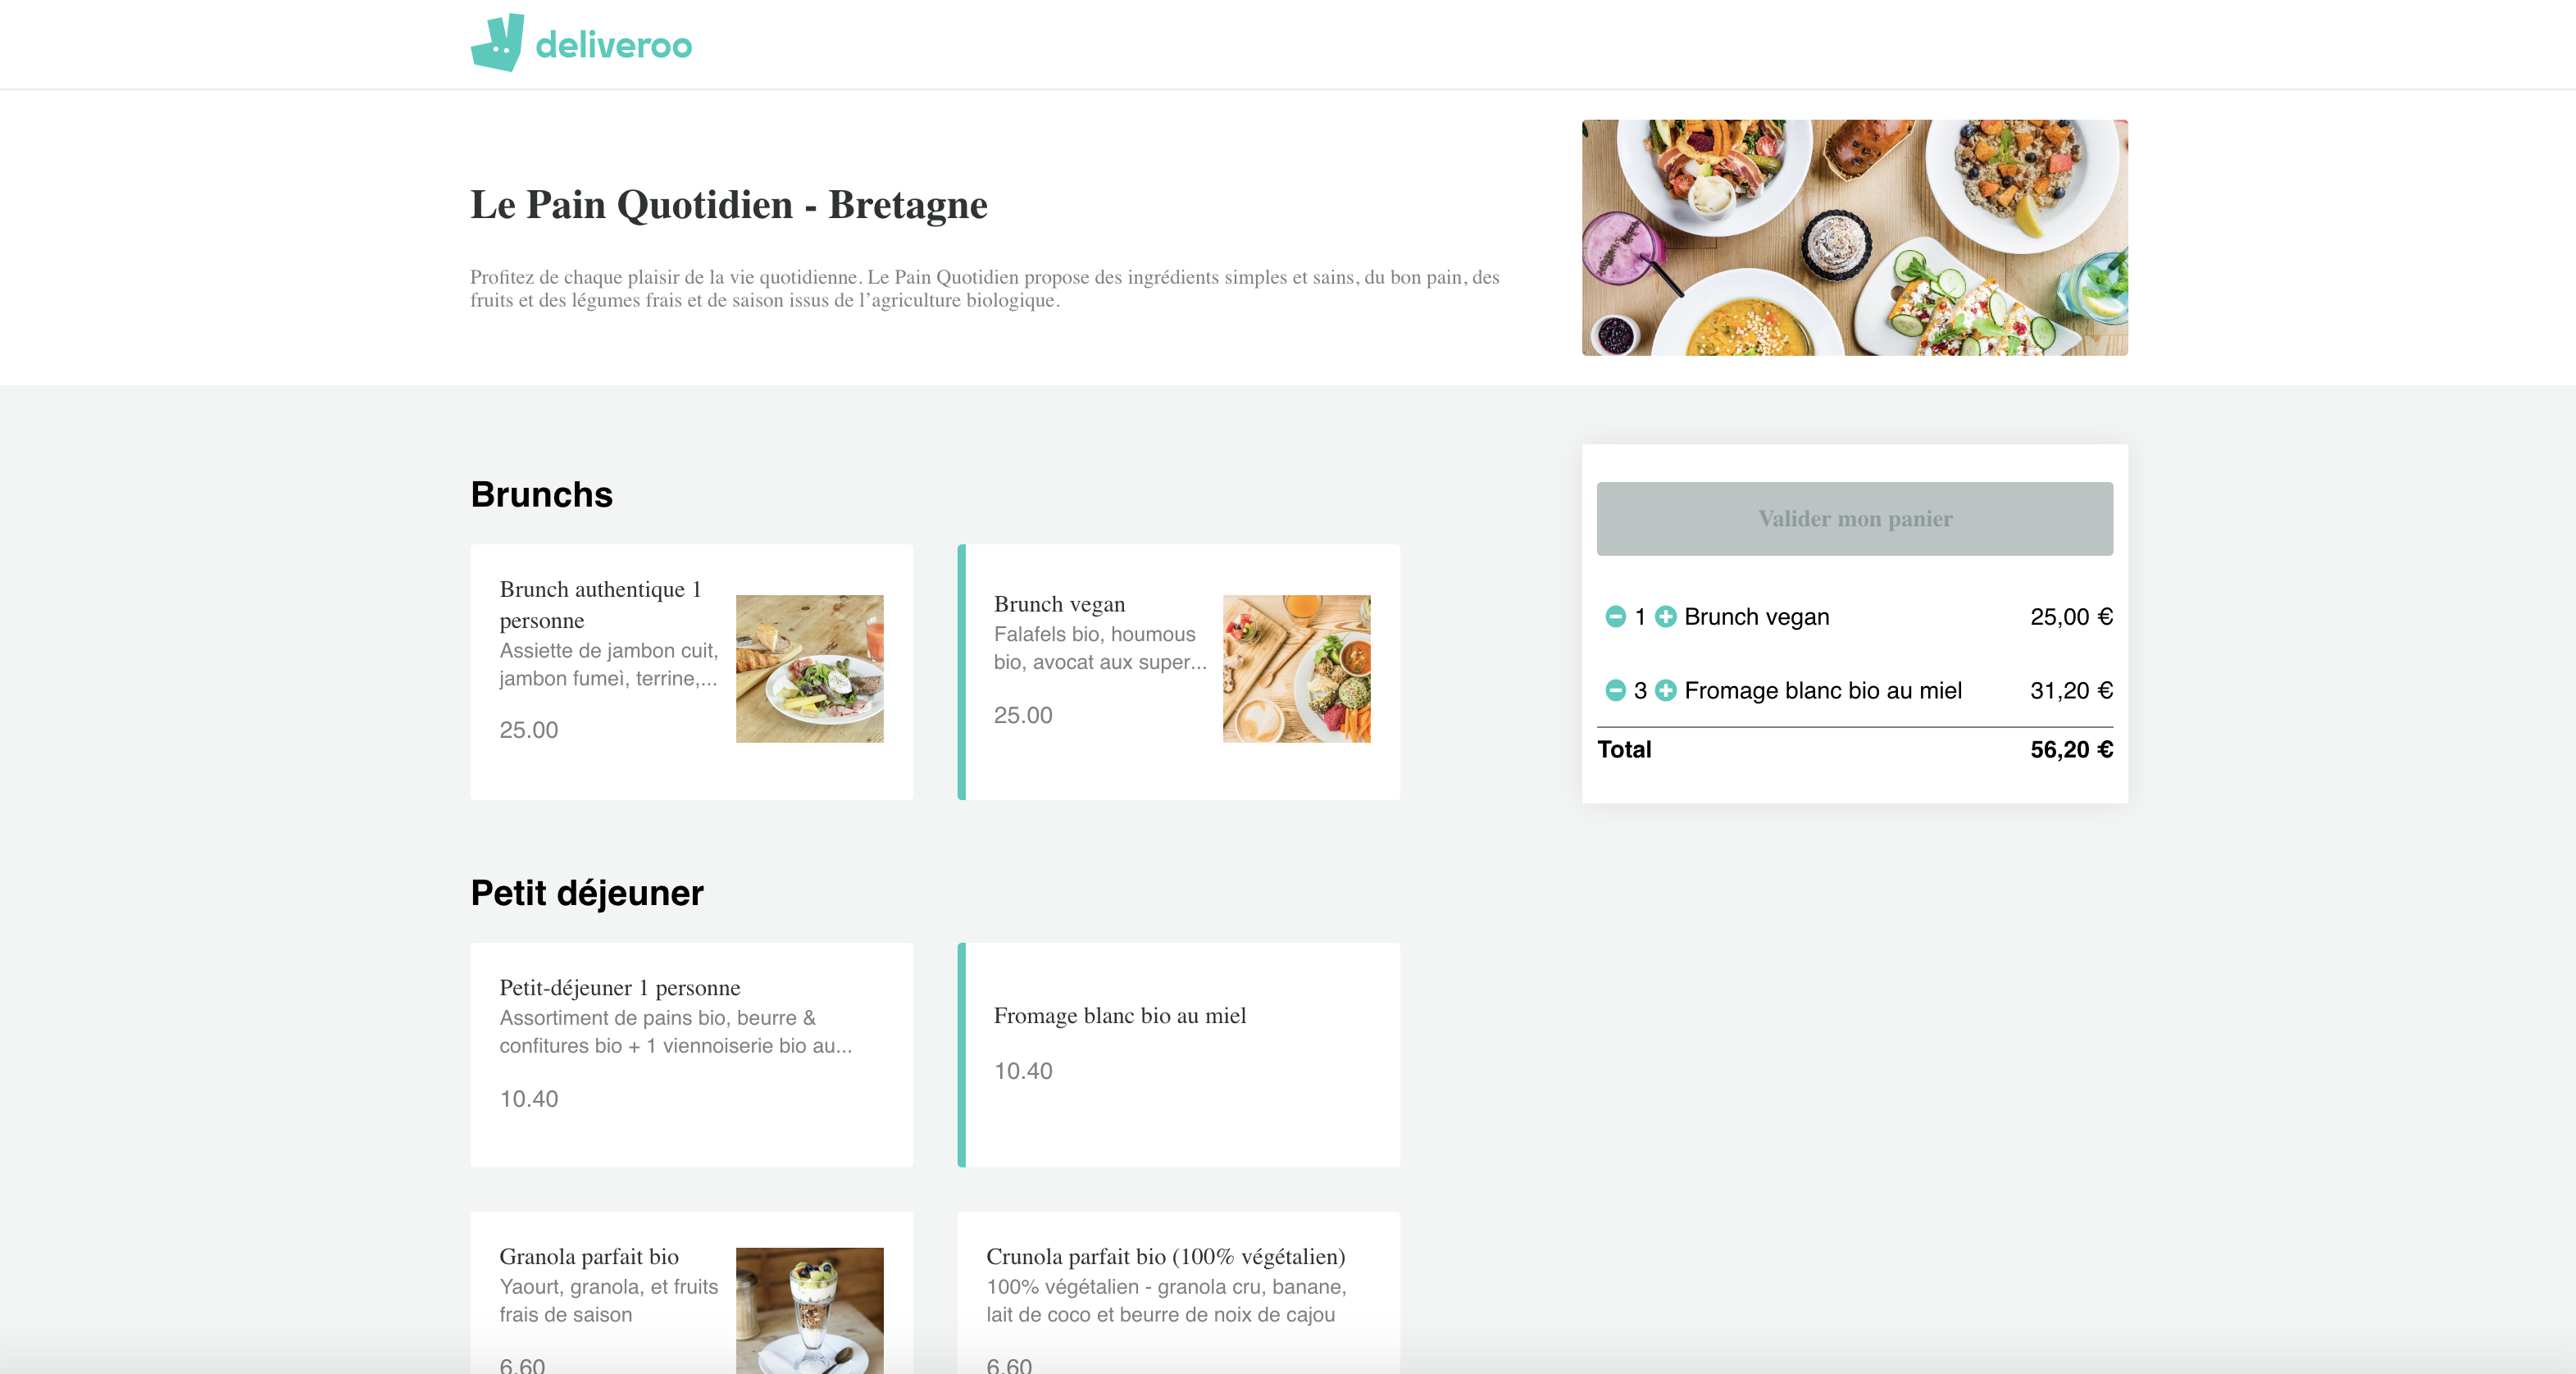 deliveroo
Le Pain Quotidien - Bretagne
Profitez de chaque plaisir de la vie quotidienne. Le Pain Quotidien propose des ingrédients simples et sains, du bon pain, des
fruits et des légumes frais et de saison issus de l’agriculture biologique.
Brunchs
Brunch authentique 1
personne
Assiette de jambon cuit,
jambon fumeì, terrine,...
25.00
Brunch vegan
Falafels bio, houmous
bio, avocat aux super...
25.00
Valider mon panier
1 Brunch vegan 25,00 €
3 Fromage blanc bio au miel 31,20 €
Total 56,20 €
Petit déjeuner
Petit-déjeuner 1 personne
Assortiment de pains bio, beurre &
confitures bio + 1 viennoiserie bio au...
10.40
Fromage blanc bio au miel
10.40
Granola parfait bio
Yaourt, granola, et fruits
frais de saison
6.60
Crunola parfait bio (100% végétalien)
100% végétalien - granola cru, banane,
lait de coco et beurre de noix de cajou
6.60